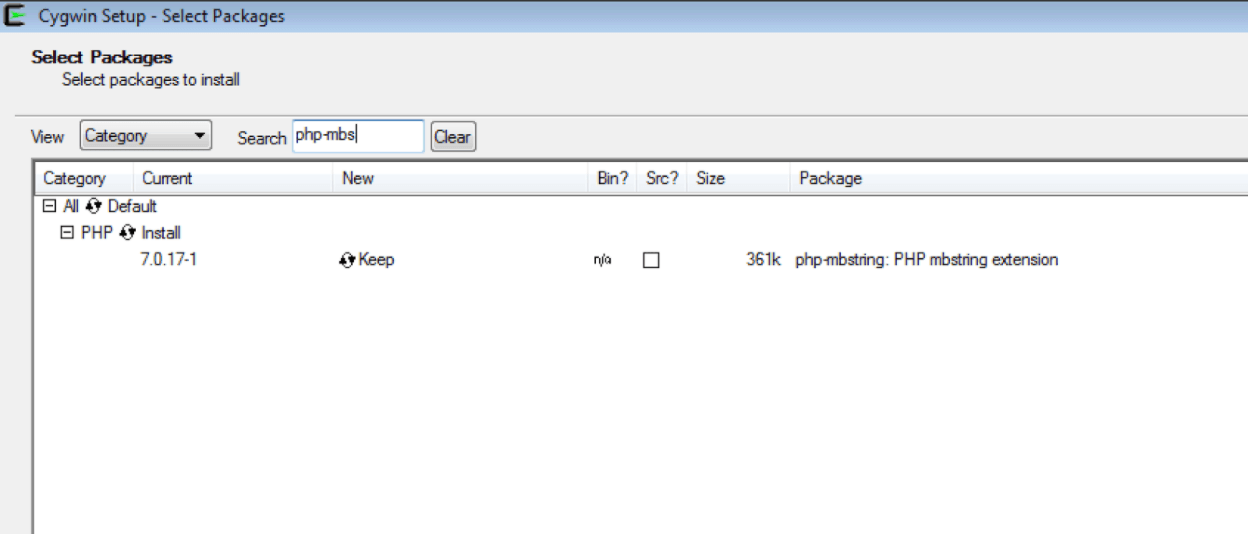 Cygwin Setup - Select Packages
Select Packages
Select packages to install
View Category Search php-mbs Clear
Category Current New Bin? Src? Size Package
All Default
PHP Install
7.0.17-1 Keep n/a 361k php-mbstring: PHP mbstring extension